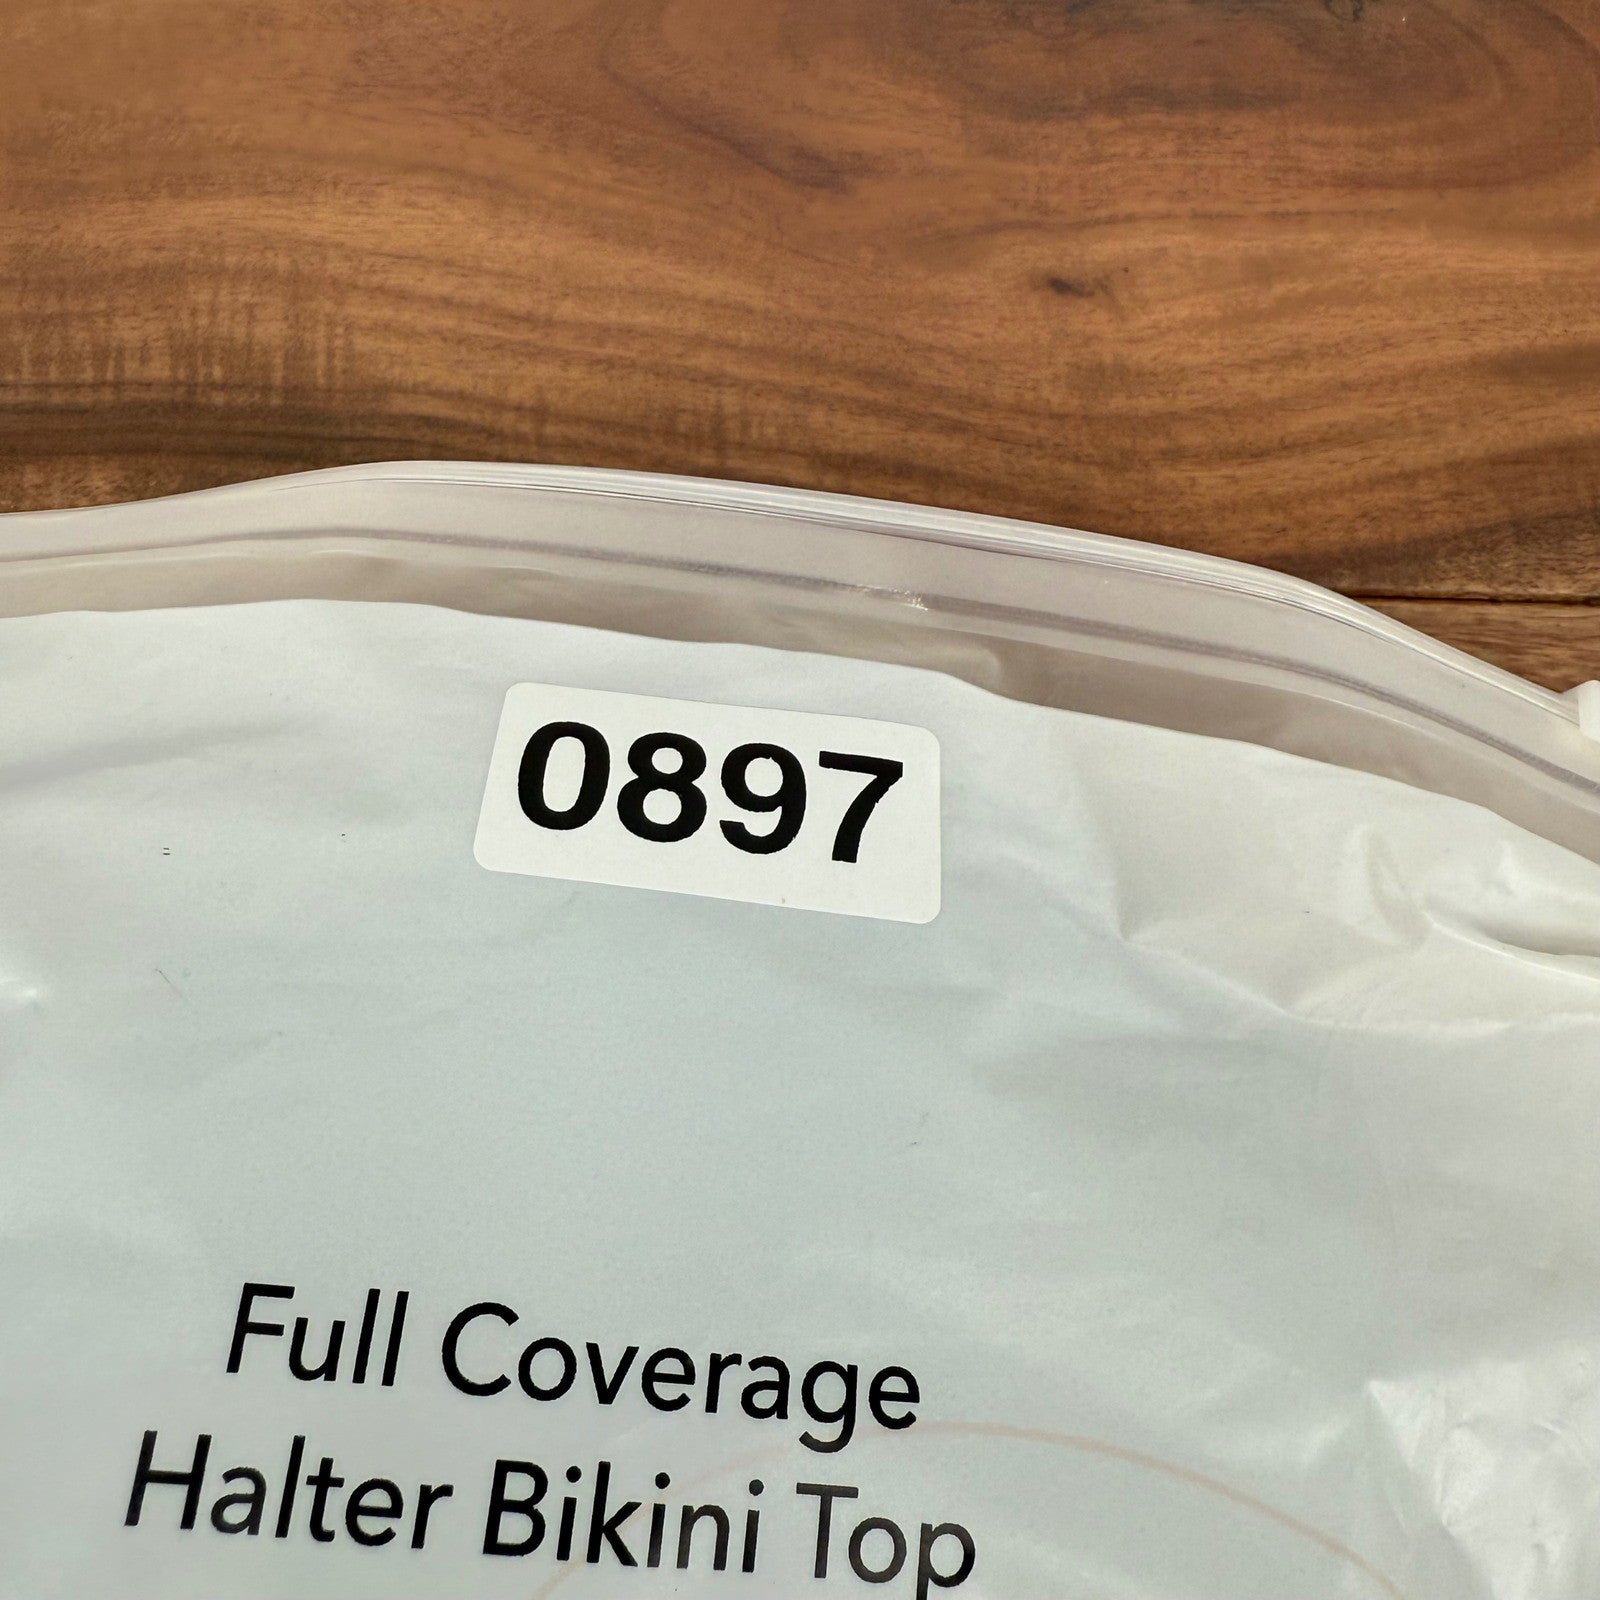 0897
Full Coverage
Halter Bikini Top